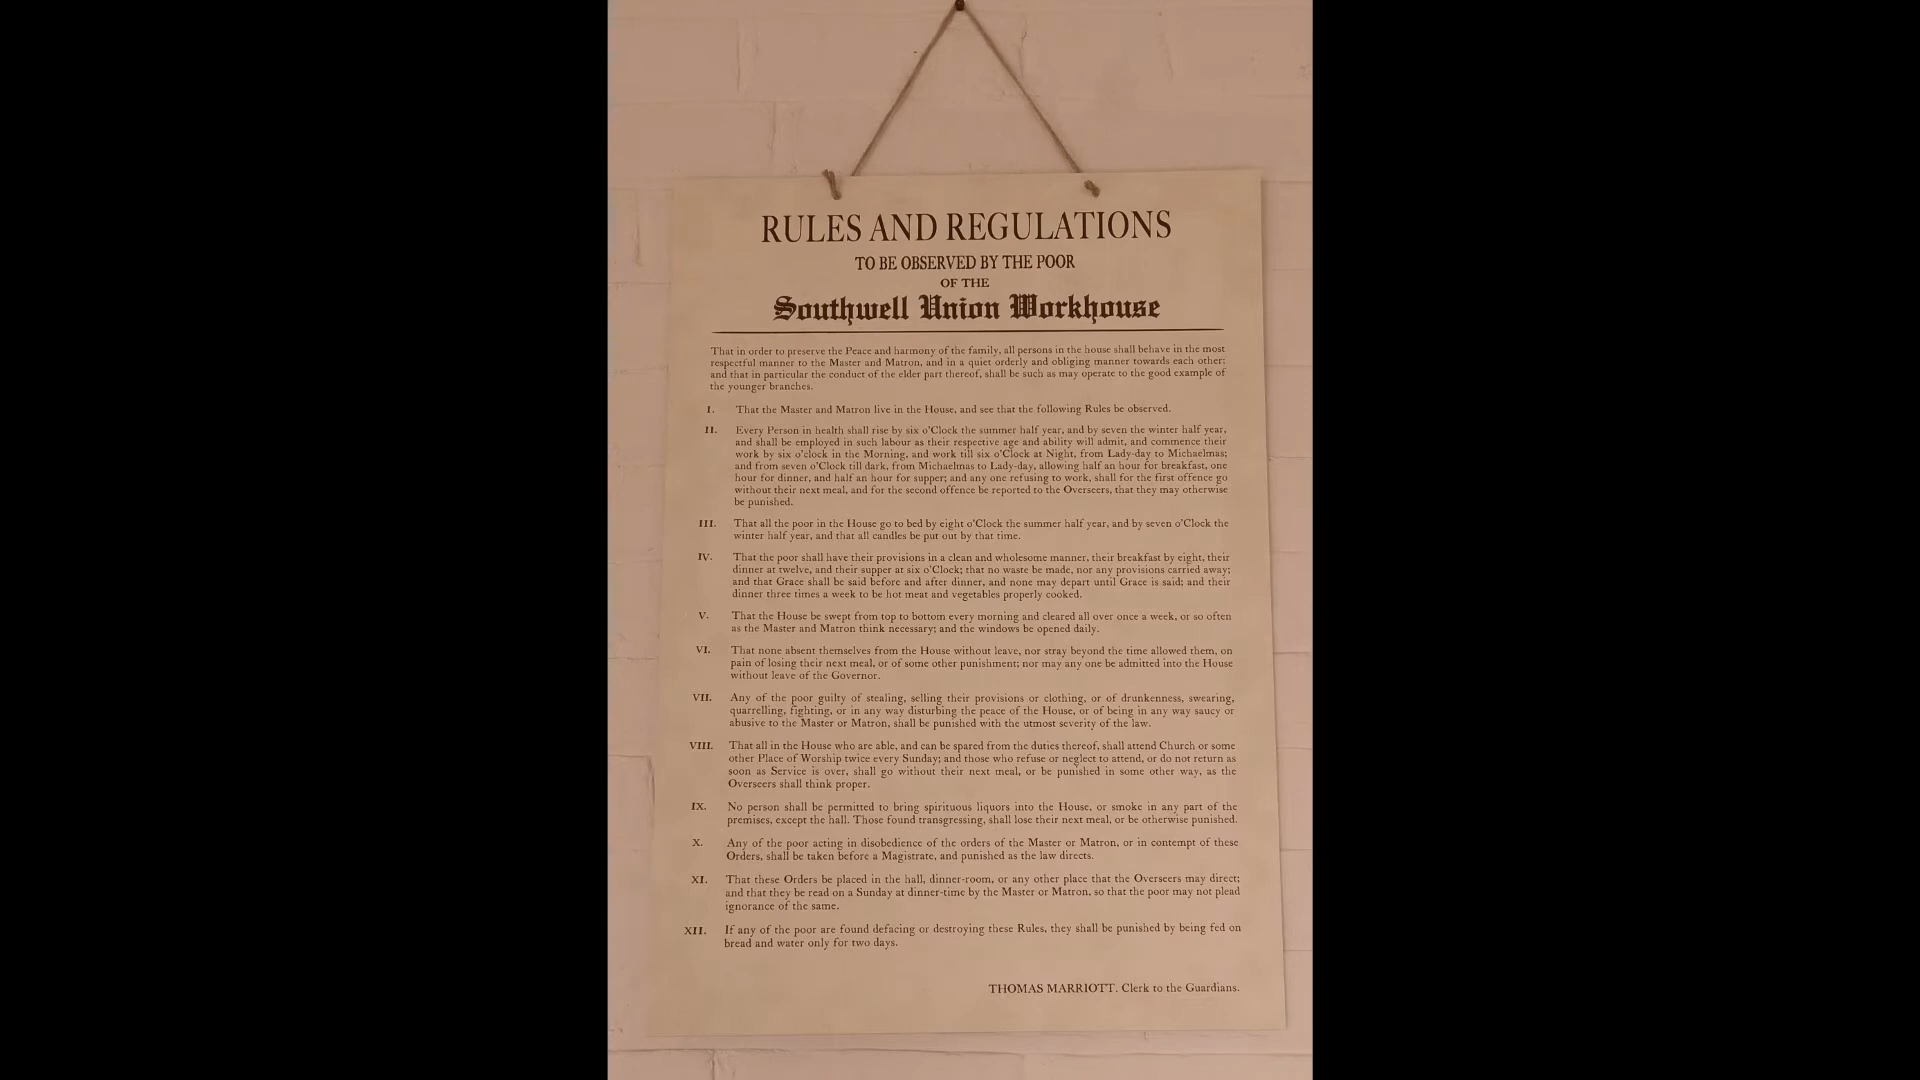 RULES AND REGULATIONS
TO BE OBSERVED BY THE POOR
OF THE
Southwell Union Workhouse
That in order to preserve the Peace and harmony of the family, all persons in the house shall behave in the most
respectful manner to the Master and Matron, and in a quiet orderly and obliging manner towards each other;
and that in particular the conduct of the elder part thereof, shall be such as may operate to the good example of
the younger branches.
I. That the Master and Matron live in the House, and see that the following Rules be observed.
II. Every Person in health shall rise by six o'Clock the summer half year, and by seven the winter half year,
and shall be employed in such labour as their respective age and ability will admit, and commence their
work by six o'clock in the Morning, and work till six o'Clock at Night, from Lady-day to Michaelmas;
and from seven o'Clock till dark, from Michaelmas to Lady-day, allowing half an hour for breakfast, one
hour for dinner, and half an hour for supper; and any one refusing to work, shall for the first offence go
without their next meal, and for the second offence be reported to the Overseers, that they may otherwise
be punished.
III. That all the poor in the House go to bed by eight o'Clock the summer half year, and by seven o'Clock the
winter half year, and that all candles be put out by that time.
IV. That the poor shall have their provisions in a clean and wholesome manner, their breakfast by eight, their
dinner at twelve, and their supper at six o'Clock; that no waste be made, nor any provisions carried away;
and that Grace shall be said before and after dinner, and none may depart until Grace is said; and their
dinner three times a week to be hot meat and vegetables properly cooked.
V. That the House be swept from top to bottom every morning and cleared all over once a week, or so often
as the Master and Matron think necessary; and the windows be opened daily.
VI. That none absent themselves from the House without leave, nor stray beyond the time allowed them, on
pain of losing their next meal, or of some other punishment; nor may any one be admitted into the House
without leave of the Governor.
VII. Any of the poor guilty of stealing, selling their provisions or clothing, or of drunkenness, swearing,
quarrelling, fighting, or in any way disturbing the peace of the House, or of being in any way saucy or
abusive to the Master or Matron, shall be punished with the utmost severity of the law.
VIII. That all in the House who are able, and can be spared from the duties thereof, shall attend Church or some
other Place of Worship twice every Sunday; and those who refuse or neglect to attend, or do not return as
soon as Service is over, shall go without their next meal, or be punished in some other way, as the
Overseers shall think proper.
IX. No person shall be permitted to bring spirituous liquors into the House, or smoke in any part of the
premises, except the hall. Those found transgressing, shall lose their next meal, or be otherwise punished.
X. Any of the poor acting in disobedience of the orders of the Master or Matron, or in contempt of these
Orders, shall be taken before a Magistrate, and punished as the law directs.
XI. That these Orders be placed in the hall, dinner-room, or any other place that the Overseers may direct;
and that they be read on a Sunday at dinner-time by the Master or Matron, so that the poor may not plead
ignorance of the same.
XII. If any of the poor are found defacing or destroying these Rules, they shall be punished by being fed on
bread and water only for two days.
THOMAS MARRIOTT. Clerk to the Guardians.